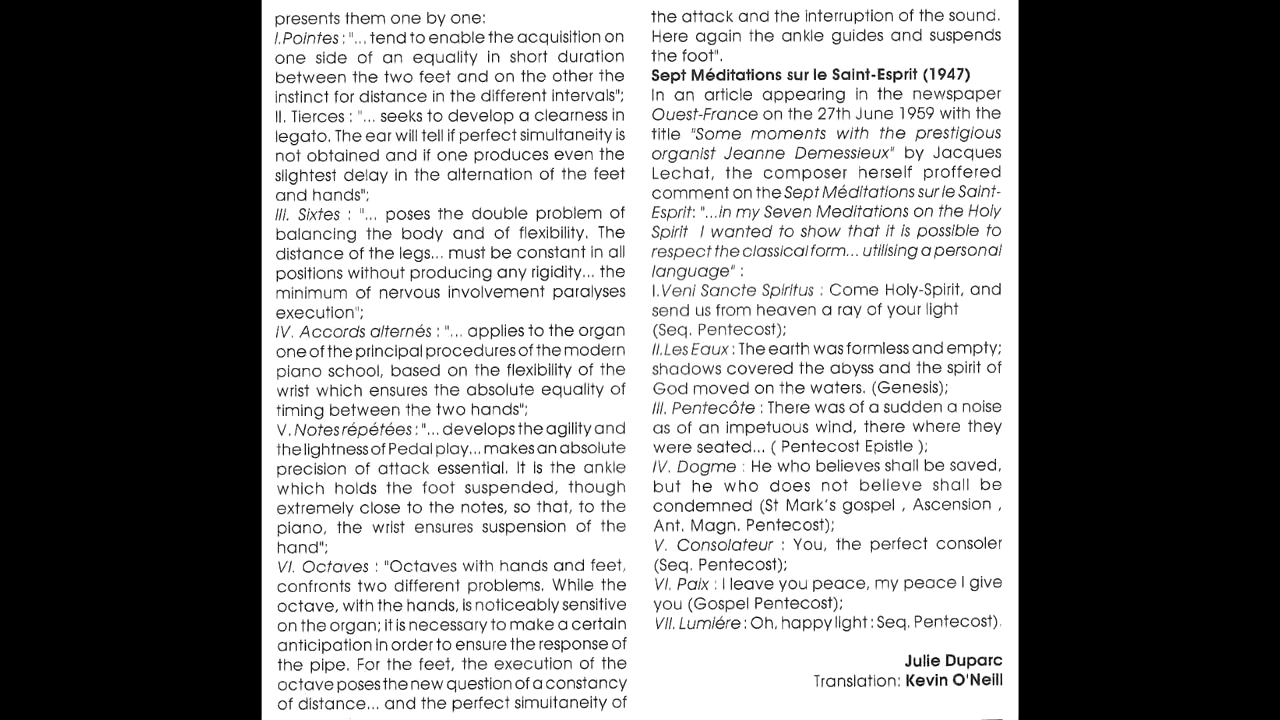 presents them one by one:
I.Pointes : "... tend to enable the acquisition on
one side of an equality in short duration
between the two feet and on the other the
instinct for distance in the different intervals";
II. Tierces : "... seeks to develop a clearness in
legato. The ear will tell if perfect simultaneity is
not obtained and if one produces even the
slightest delay in the alternation of the feet
and hands";
III. Sixtes : "... poses the double problem of
balancing the body and of flexibility. The
distance of the legs... must be constant in all
positions without producing any rigidity... the
minimum of nervous involvement paralyses
execution";
IV. Accords alternés : "... applies to the organ
one of the principal procedures of the modern
piano school, based on the flexibility of the
wrist which ensures the absolute equality of
timing between the two hands";
V. Notes répétées : "... develops the agility and
the lightness of Pedal play... makes an absolute
precision of attack essential. It is the ankle
which holds the foot suspended, though
extremely close to the notes, so that, to the
piano, the wrist ensures suspension of the
hand";
VI. Octaves : "Octaves with hands and feet,
confronts two different problems. While the
octave, with the hands, is noticeably sensitive
on the organ; it is necessary to make a certain
anticipation in order to ensure the response of
the pipe. For the feet, the execution of the
octave poses the new question of a constancy
of distance... and the perfect simultaneity of
the attack and the interruption of the sound.
Here again the ankle guides and suspends
the foot".
Sept Méditations sur le Saint-Esprit (1947)
In an article appearing in the newspaper
Ouest-France on the 27th June 1959 with the
title "Some moments with the prestigious
organist Jeanne Demessieux" by Jacques
Lechat, the composer herself proffered
comment on the Sept Méditations sur le Saint-
Esprit: "...in my Seven Meditations on the Holy
Spirit I wanted to show that it is possible to
respect the classical form... utilising a personal
language" :
I.Veni Sancte Spiritus : Come Holy-Spirit, and
send us from heaven a ray of your light
(Seq. Pentecost);
II.Les Eaux : The earth was formless and empty;
shadows covered the abyss and the spirit of
God moved on the waters. (Genesis);
III. Pentecôte : There was of a sudden a noise
as of an impetuous wind, there where they
were seated... ( Pentecost Epistle );
IV. Dogme : He who believes shall be saved,
but he who does not believe shall be
condemned (St Mark's gospel , Ascension ,
Ant. Magn. Pentecost);
V. Consolateur : You, the perfect consoler
(Seq. Pentecost);
VI. Paix : I leave you peace, my peace I give
you (Gospel Pentecost);
VII. Lumiére : Oh, happy light : Seq. Pentecost).
Julie Duparc
Translation: Kevin O'Neill